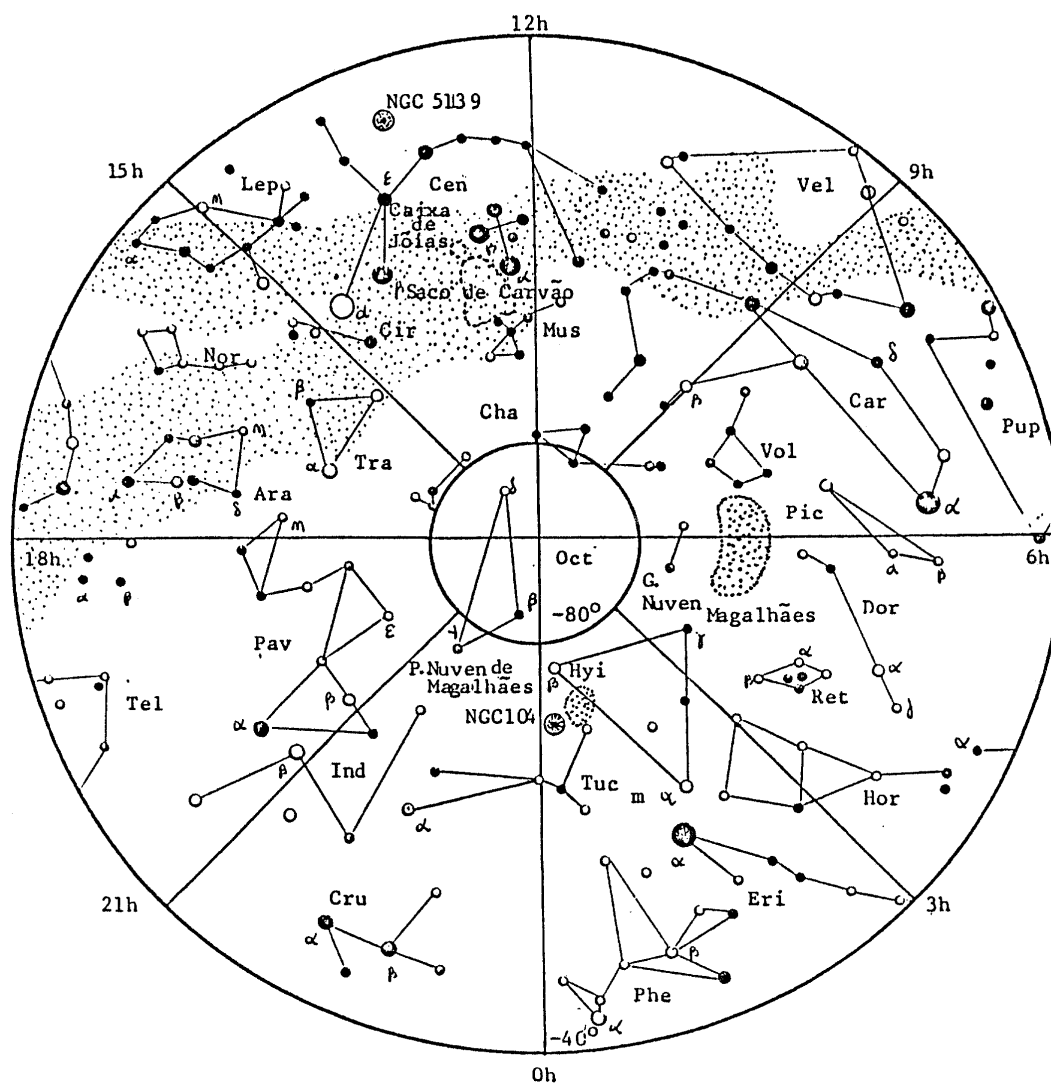 12h
NGC 5139
15h
Lep
η
ε
Cen
Vel
9h
Caixa
de
Jóias
α
β
α
Saco de Carvão
α
Cir
Mus
Nor
δ
β
β
Car
Cha
Pup
η
Tra
α
Vol
ι
β
δ
Ara
α
η
δ
Pic
18h
Oct
6h
α
β
α
β
G.
Nuven
Magalhães
Dor
β
-80º
ε
Pav
γ
γ
P. Nuven de
Magalhães
Hyi
β
α
β
Ret
α
γ
Tel
β
NGC104
α
α
β
Ind
Tuc
m α
Hor
α
α
Cru
Eri
21h
3h
α
β
β
Phe
α
-40º
0h